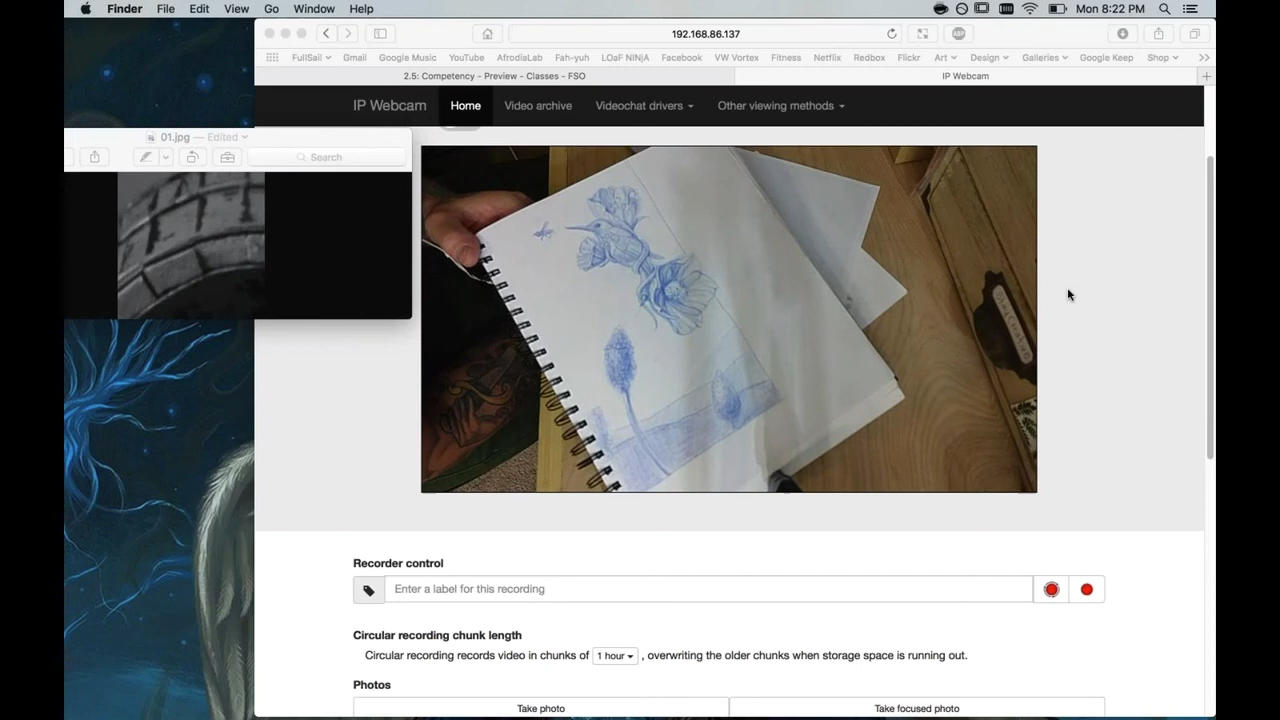 Finder File Edit View Go Window Help Mon 8:22 PM
192.168.86.137
FullSail Gmail Google Music YouTube AfrodiaLab Fah-yuh LOaF NINjA Facebook VW Vortex Fitness Netflix Redbox Flickr Art Design Galleries Google Keep Shop
2.5: Competency - Preview - Classes - FSO IP Webcam
IP Webcam Home Video archive Videochat drivers Other viewing methods
01.jpg — Edited
Search
Recorder control
Enter a label for this recording
Circular recording chunk length
Circular recording records video in chunks of 1 hour , overwriting the older chunks when storage space is running out.
Photos
Take photo Take focused photo